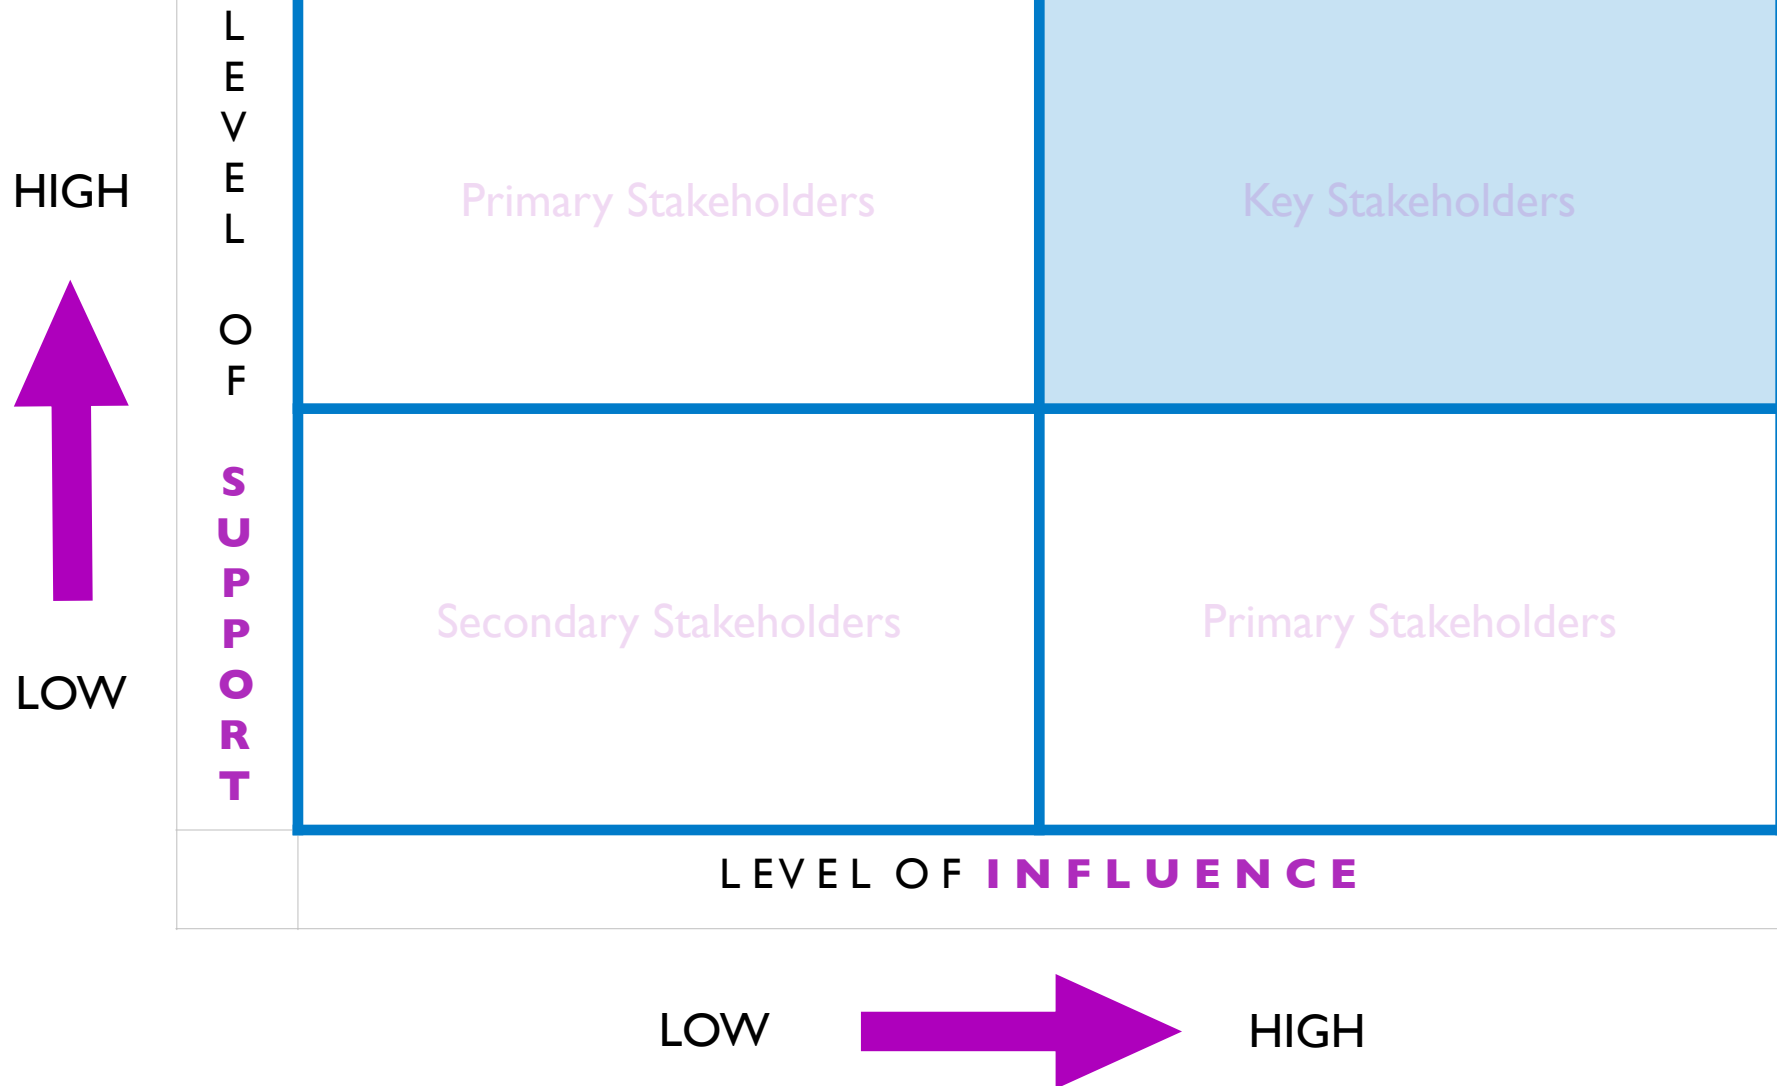 LEVEL OF SUPPORT
HIGH
Primary Stakeholders
Key Stakeholders
Secondary Stakeholders
Primary Stakeholders
LOW
LEVEL OF INFLUENCE
LOW
HIGH